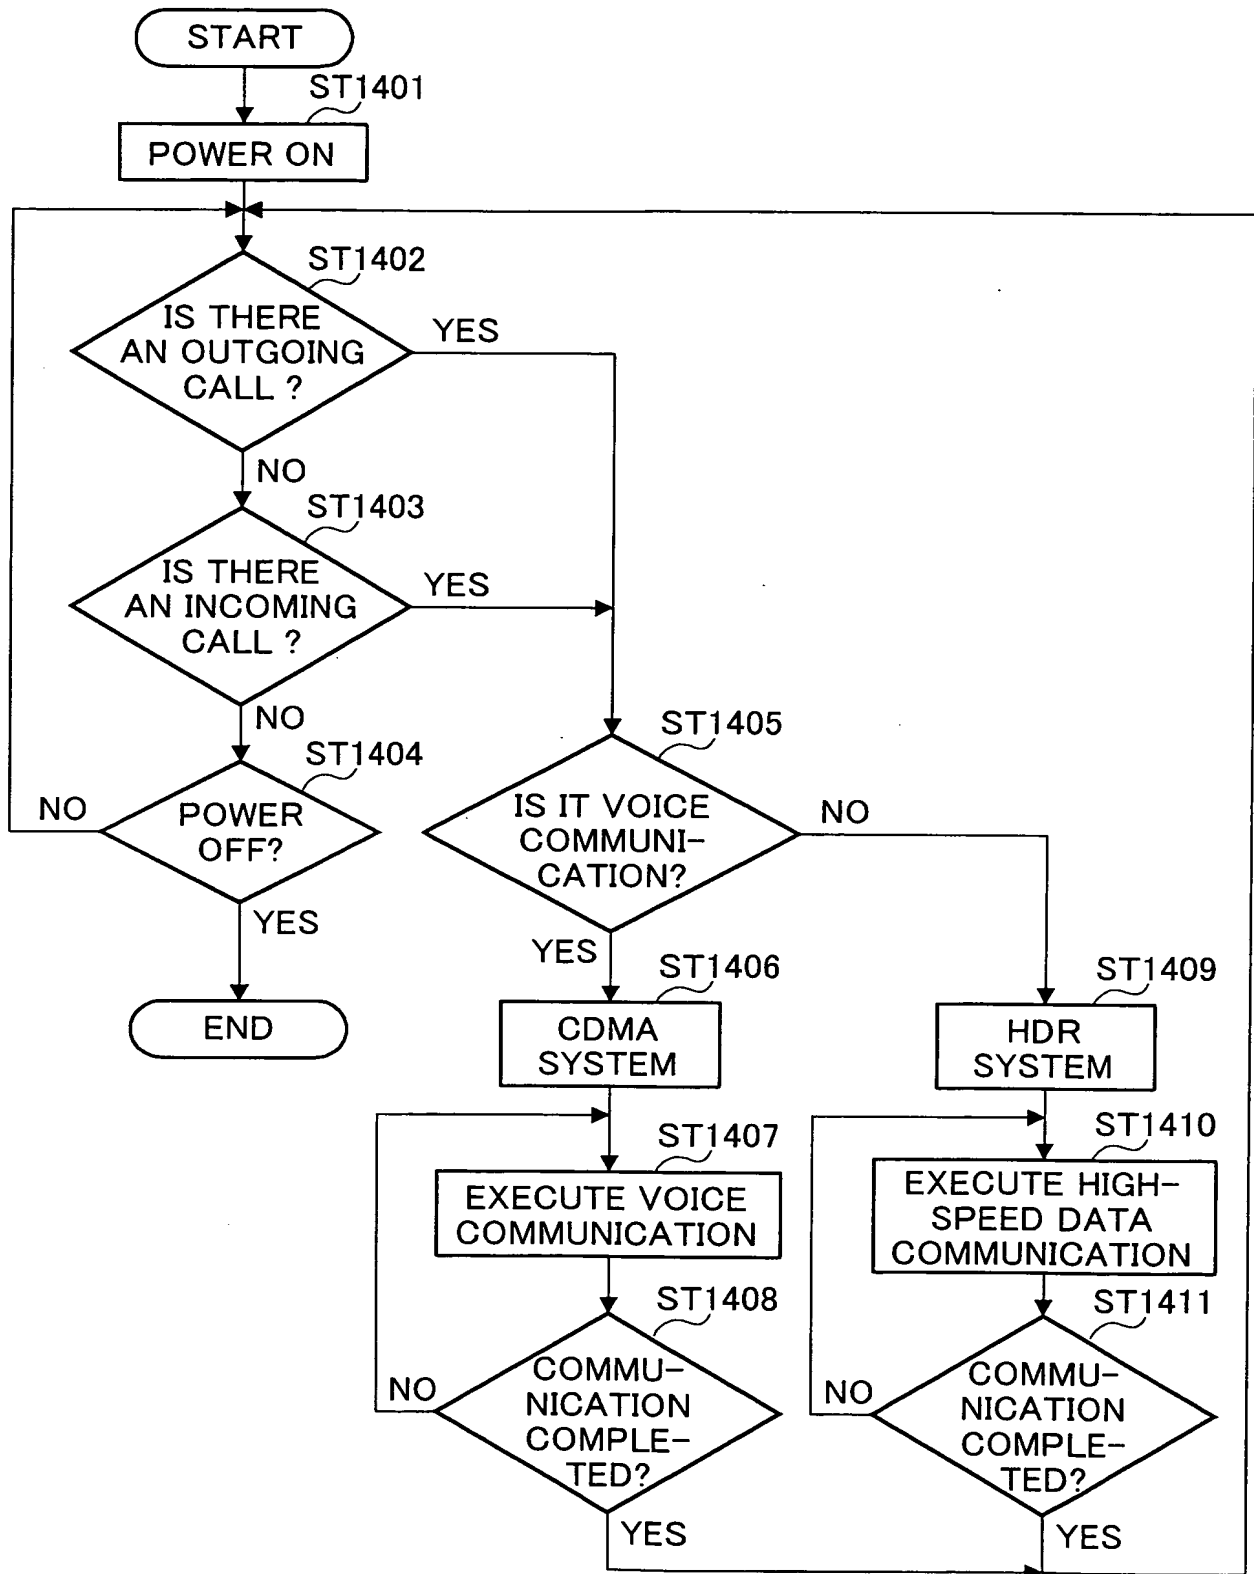 START
ST1401
POWER ON
ST1402
IS THERE
AN OUTGOING
CALL ?
YES
NO
ST1403
IS THERE
AN INCOMING
CALL ?
YES
NO
ST1404
POWER
OFF?
NO
YES
END
ST1405
IS IT VOICE
COMMUNI-
CATION?
NO
YES
ST1406
CDMA
SYSTEM
ST1407
EXECUTE VOICE
COMMUNICATION
ST1408
COMMU-
NICATION
COMPLE-
TED?
NO
YES
ST1409
HDR
SYSTEM
ST1410
EXECUTE HIGH-
SPEED DATA
COMMUNICATION
ST1411
COMMU-
NICATION
COMPLE-
TED?
NO
YES